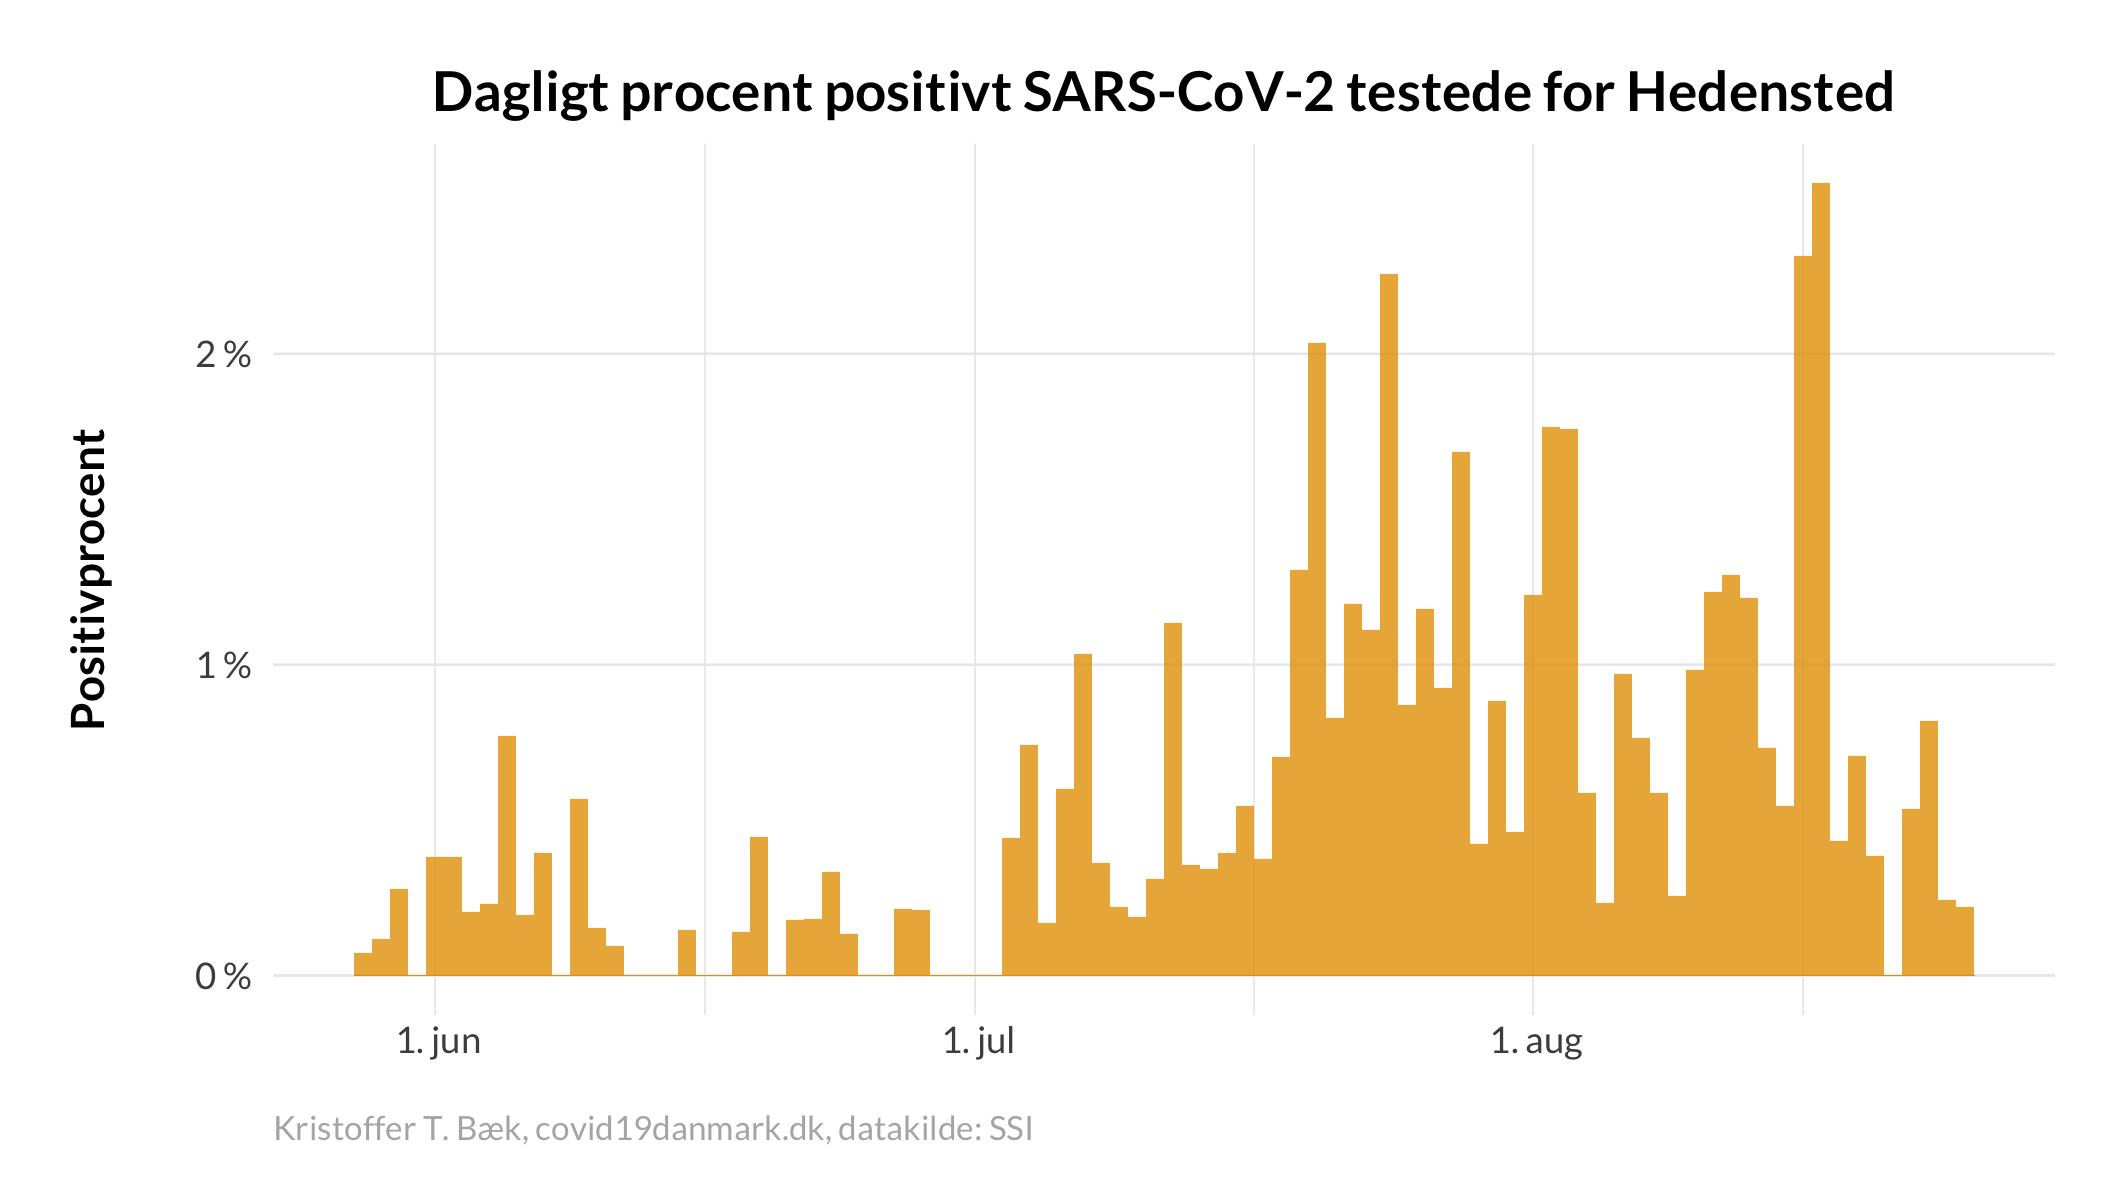 Dagligt procent positivt SARS-CoV-2 testede for Hedensted
Positivprocent
2 %
1 %
0 %
1. jun
1. jul
1. aug
Kristoffer T. Bæk, covid19danmark.dk, datakilde: SSI